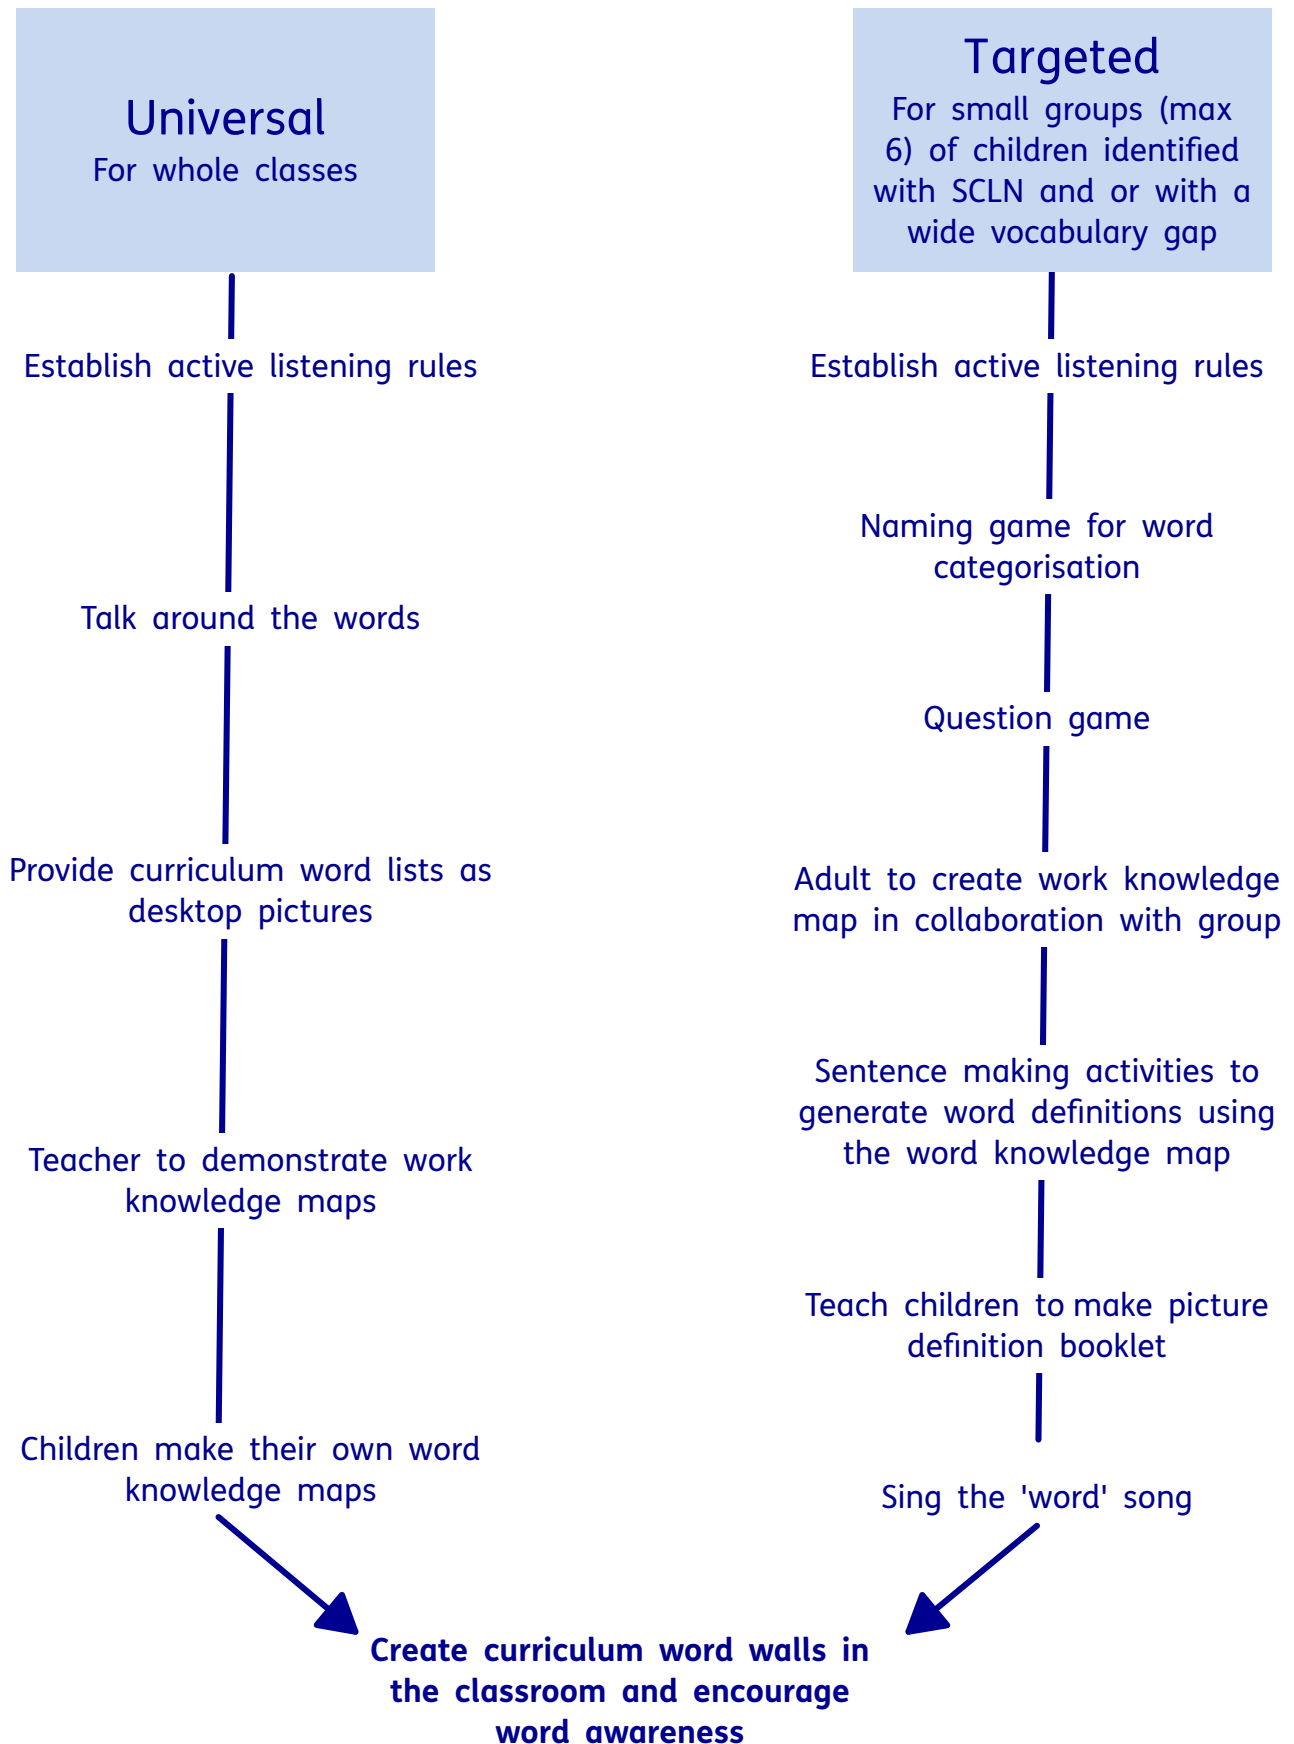 Universal
For whole classes
Establish active listening rules
Talk around the words
Provide curriculum word lists as
desktop pictures
Teacher to demonstrate work
knowledge maps
Children make their own word
knowledge maps
Targeted
For small groups (max
6) of children identified
with SCLN and or with a
wide vocabulary gap
Establish active listening rules
Naming game for word
categorisation
Question game
Adult to create work knowledge
map in collaboration with group
Sentence making activities to
generate word definitions using
the word knowledge map
Teach children to make picture
definition booklet
Sing the 'word' song
Create curriculum word walls in
the classroom and encourage
word awareness